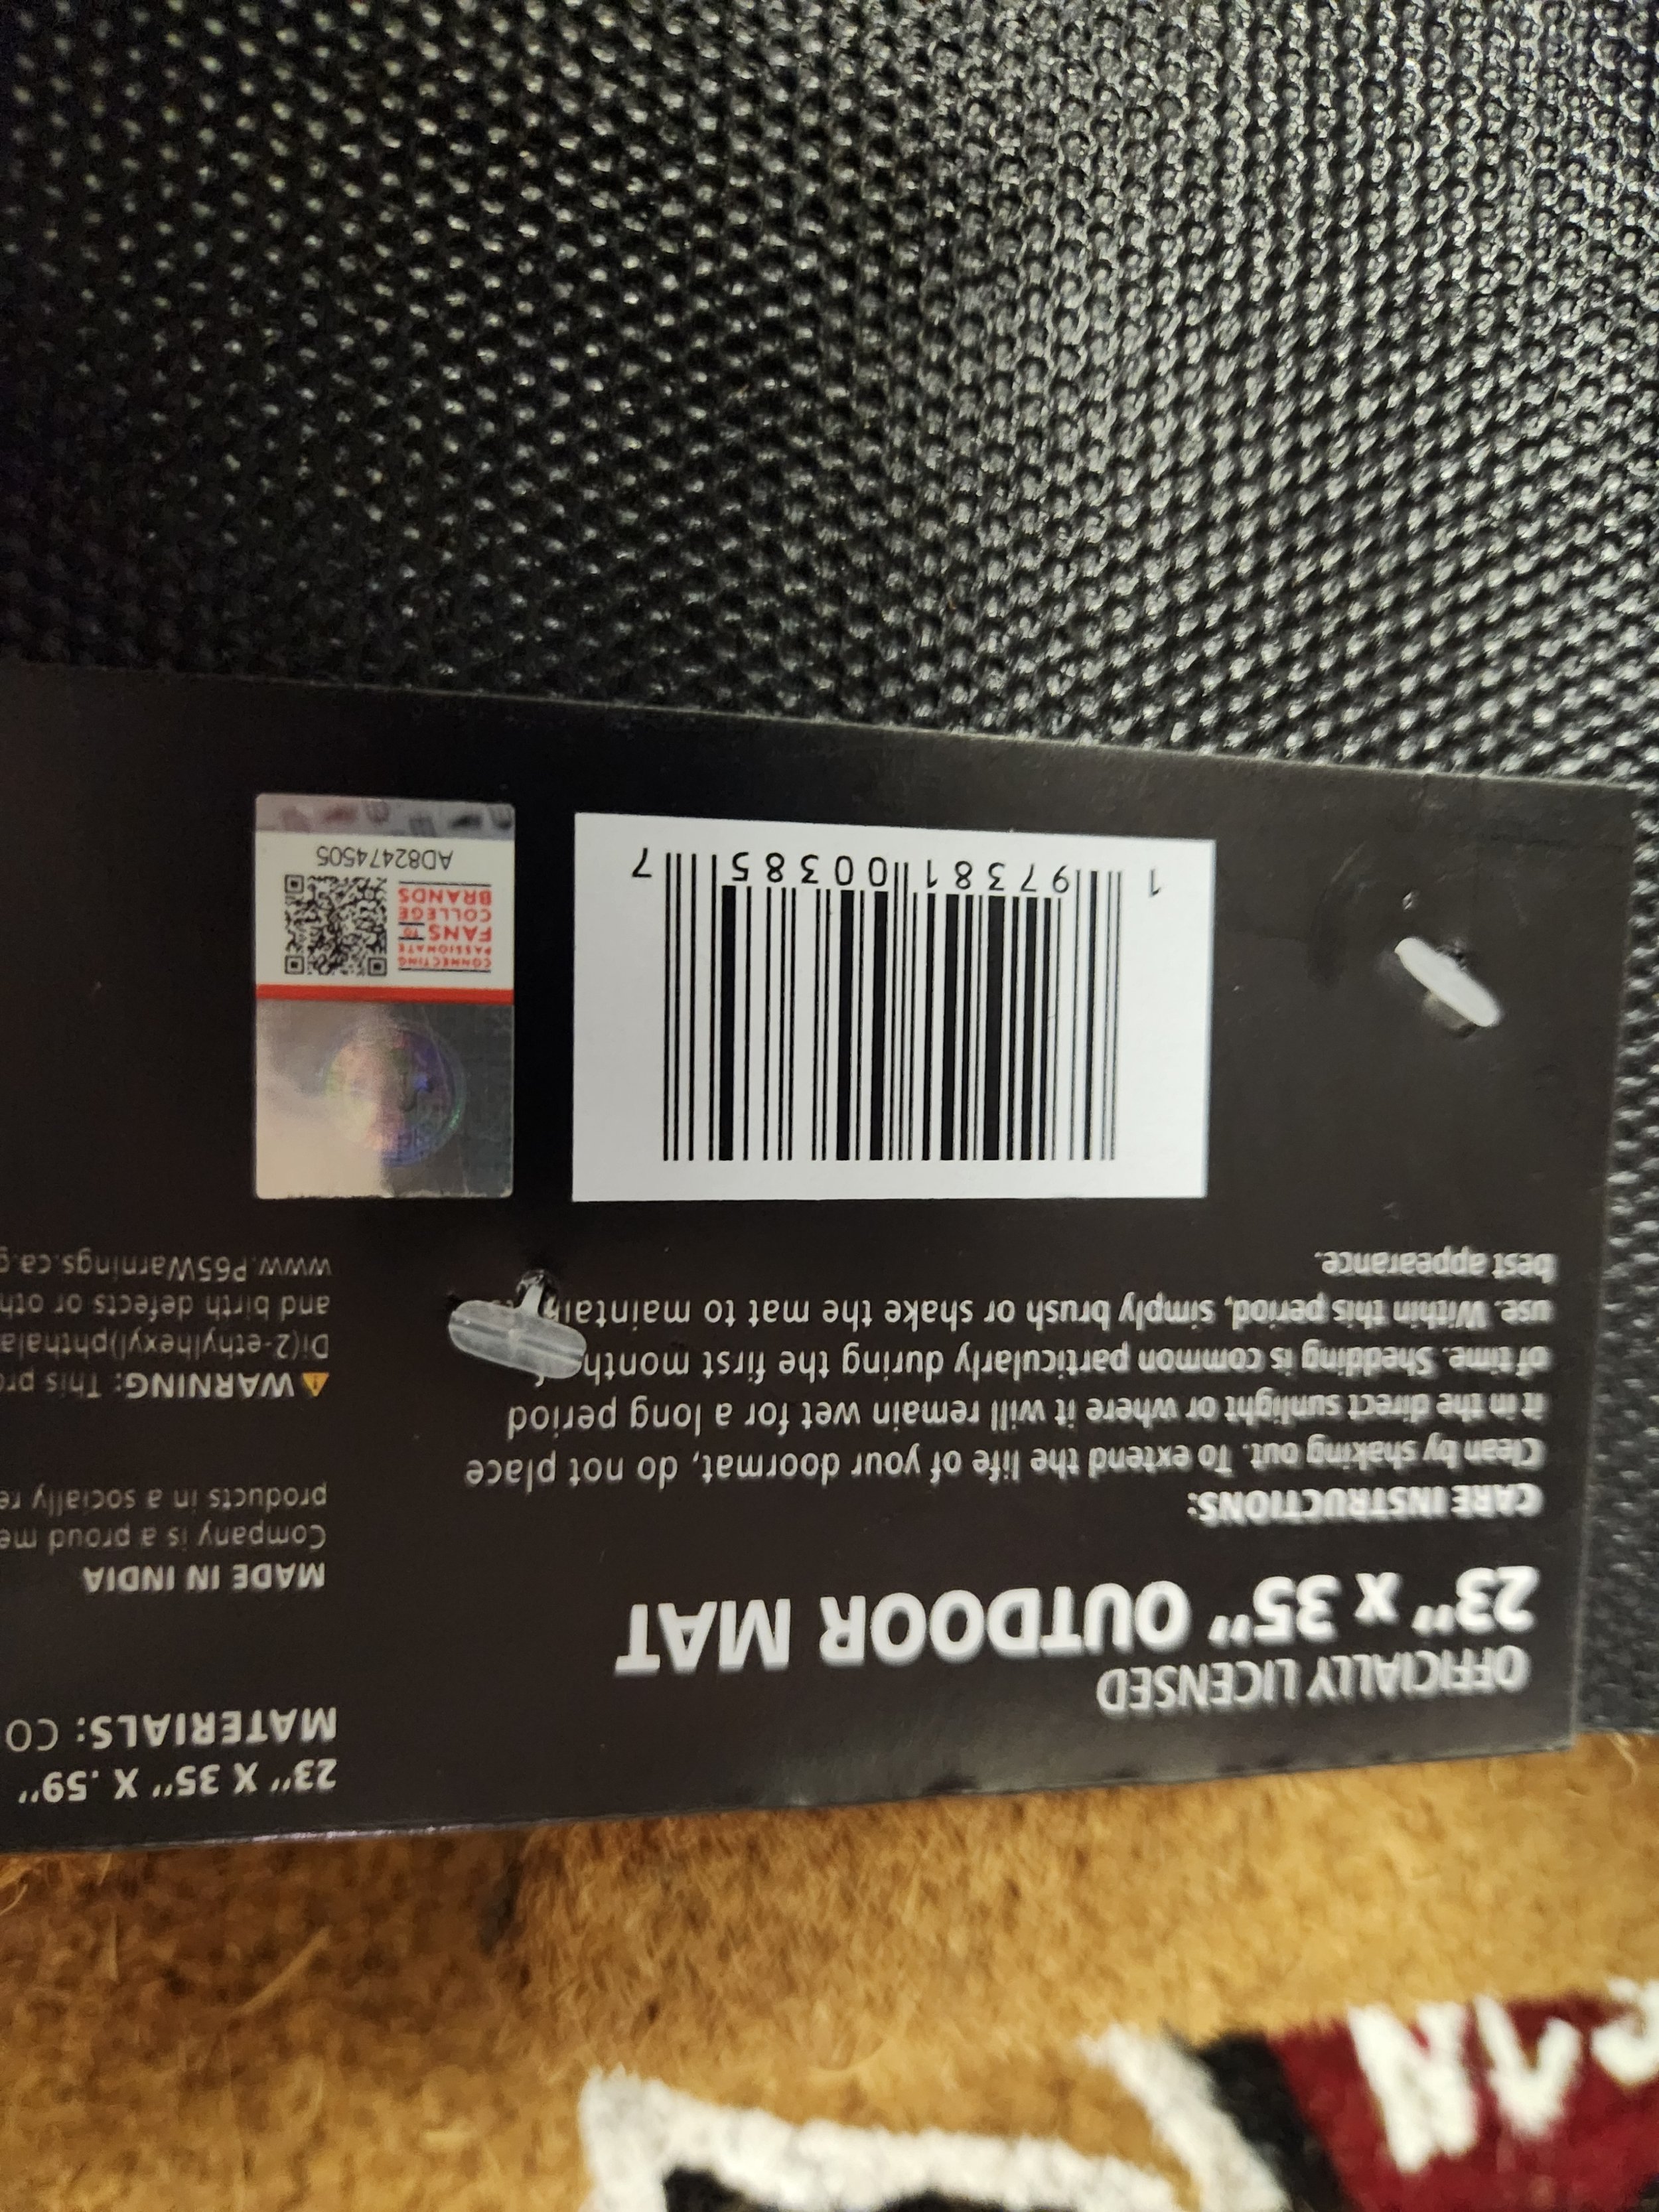 OFFICIALLY LICENSED
23" x 35" OUTDOOR MAT
CARE INSTRUCTIONS:
Clean by shaking out. To extend the life of your doormat, do not place
it in the direct sunlight or where it will remain wet for a long period
of time. Shedding is common particularly during the first month of
use. Within this period, simply brush or shake the mat to maintain
best appearance.
1 97381 00385 7
23" X 35" X .59"
MATERIALS: CO
MADE IN INDIA
Company is a proud me
products in a socially re
WARNING: This pro
Di(2-ethylhexyl)phthala
and birth defects or oth
www.P65Warnings.ca.g
CONNECTING
PASSIONATE
FANS TO
COLLEGE
BRANDS
AD82474505